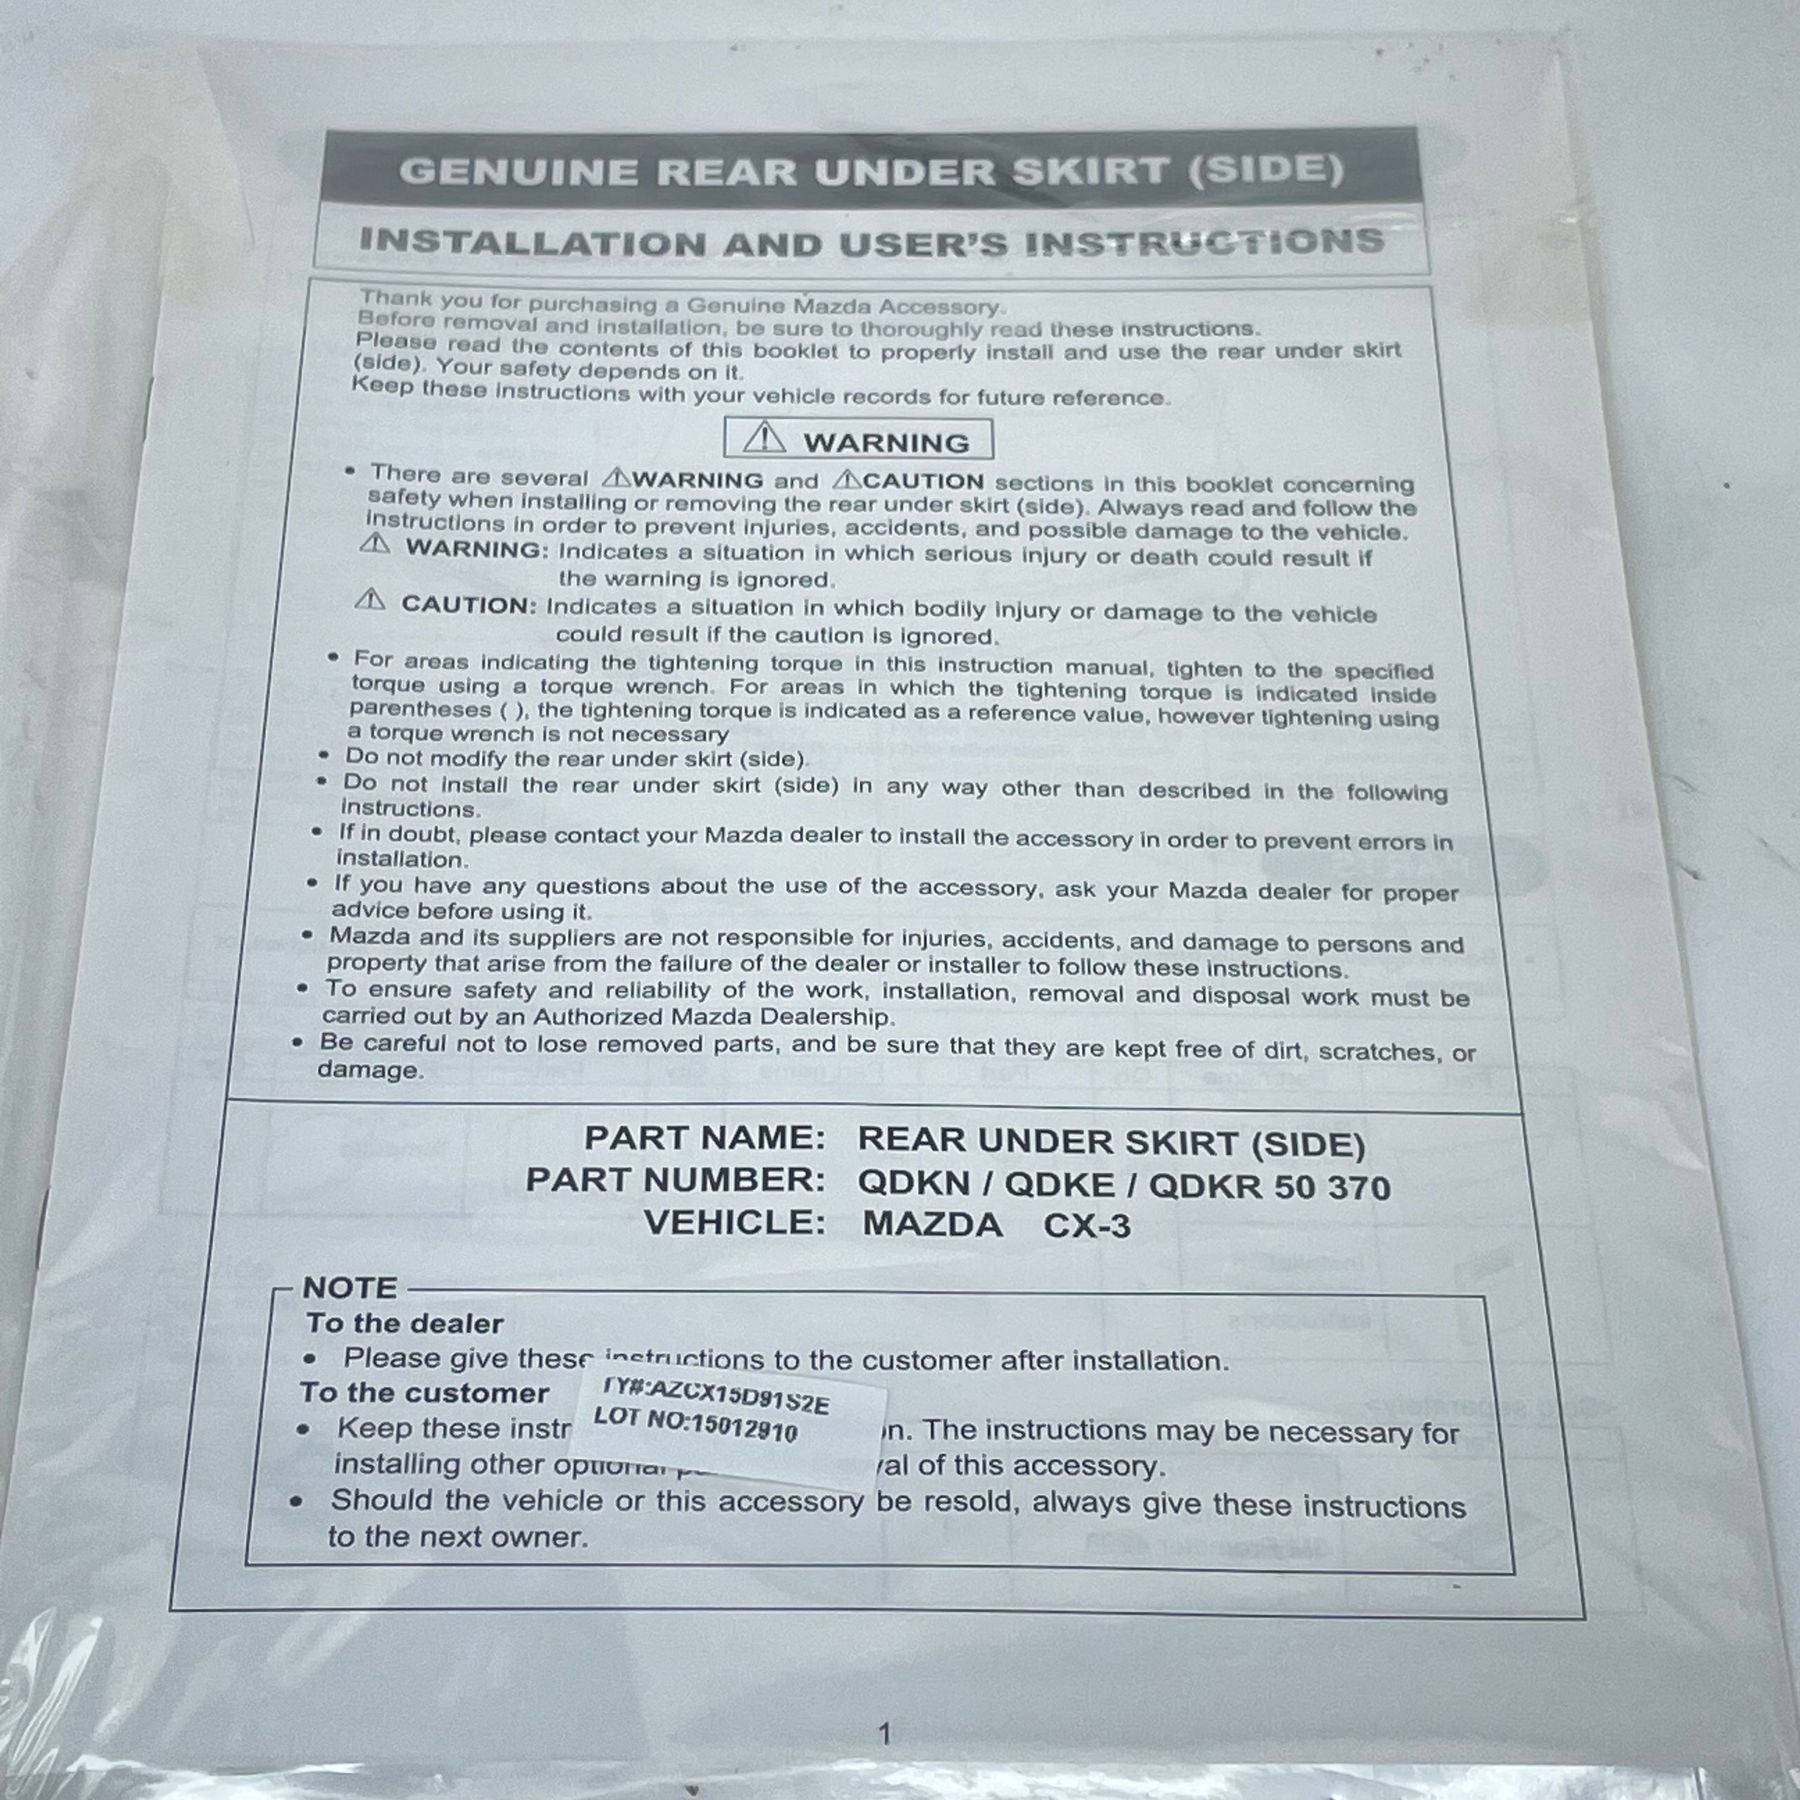 GENUINE REAR UNDER SKIRT (SIDE)
INSTALLATION AND USER'S INSTRUCTIONS
Thank you for purchasing a Genuine Mazda Accessory.
Before removal and installation, be sure to thoroughly read these instructions.
Please read the contents of this booklet to properly install and use the rear under skirt
(side). Your safety depends on it.
Keep these instructions with your vehicle records for future reference.
⚠ WARNING
• There are several ⚠WARNING and ⚠CAUTION sections in this booklet concerning
safety when installing or removing the rear under skirt (side). Always read and follow the
instructions in order to prevent injuries, accidents, and possible damage to the vehicle.
⚠ WARNING: Indicates a situation in which serious injury or death could result if
the warning is ignored.
⚠ CAUTION: Indicates a situation in which bodily injury or damage to the vehicle
could result if the caution is ignored.
• For areas indicating the tightening torque in this instruction manual, tighten to the specified
torque using a torque wrench. For areas in which the tightening torque is indicated inside
parentheses ( ), the tightening torque is indicated as a reference value, however tightening using
a torque wrench is not necessary
• Do not modify the rear under skirt (side).
• Do not install the rear under skirt (side) in any way other than described in the following
instructions.
• If in doubt, please contact your Mazda dealer to install the accessory in order to prevent errors in
installation.
• If you have any questions about the use of the accessory, ask your Mazda dealer for proper
advice before using it.
• Mazda and its suppliers are not responsible for injuries, accidents, and damage to persons and
property that arise from the failure of the dealer or installer to follow these instructions.
• To ensure safety and reliability of the work, installation, removal and disposal work must be
carried out by an Authorized Mazda Dealership.
• Be careful not to lose removed parts, and be sure that they are kept free of dirt, scratches, or
damage.
PART NAME: REAR UNDER SKIRT (SIDE)
PART NUMBER: QDKN / QDKE / QDKR 50 370
VEHICLE: MAZDA CX-3
NOTE
To the dealer
• Please give these instructions to the customer after installation.
To the customer
TY#:AZCX15D91S2E
LOT NO:15012910
• Keep these instr n. The instructions may be necessary for
installing other optional al of this accessory.
• Should the vehicle or this accessory be resold, always give these instructions
to the next owner.
1